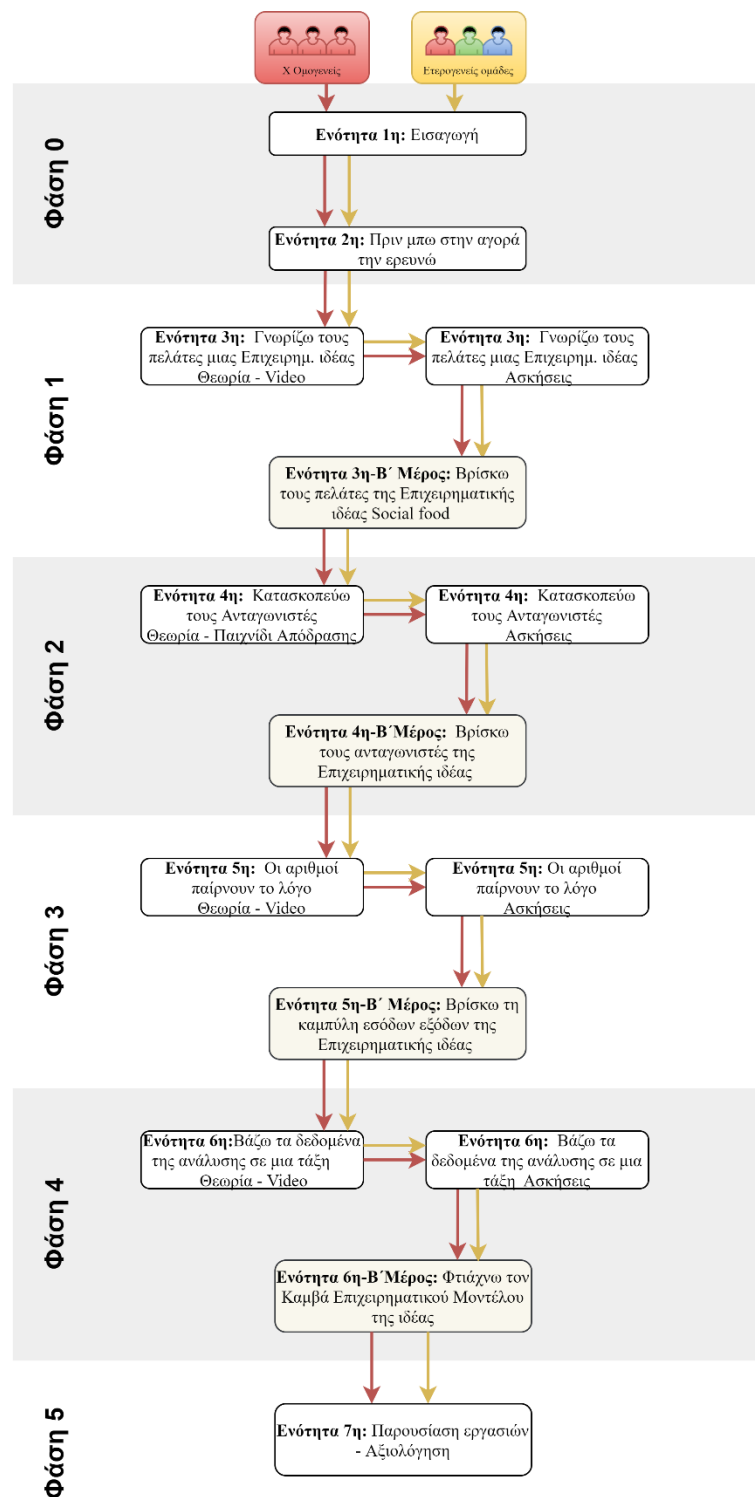 Χ Ομογενείς
Ετερογενείς ομάδες
Φάση 0
Ενότητα 1η: Εισαγωγή
Ενότητα 2η: Πριν μπω στην αγορά
την ερευνώ
Φάση 1
Ενότητα 3η: Γνωρίζω τους
πελάτες μιας Επιχειρημ. ιδέας
Θεωρία - Video
Ενότητα 3η: Γνωρίζω τους
πελάτες μιας Επιχειρημ. ιδέας
Ασκήσεις
Ενότητα 3η-Β΄ Μέρος: Βρίσκω
τους πελάτες της Επιχειρηματικής
ιδέας Social food
Φάση 2
Ενότητα 4η: Κατασκοπεύω
τους Ανταγωνιστές
Θεωρία - Παιχνίδι Απόδρασης
Ενότητα 4η: Κατασκοπεύω
τους Ανταγωνιστές
Ασκήσεις
Ενότητα 4η-Β΄Μέρος: Βρίσκω
τους ανταγωνιστές της
Επιχειρηματικής ιδέας
Φάση 3
Ενότητα 5η: Οι αριθμοί
παίρνουν το λόγο
Θεωρία - Video
Ενότητα 5η: Οι αριθμοί
παίρνουν το λόγο
Ασκήσεις
Ενότητα 5η-Β΄ Μέρος: Βρίσκω τη
καμπύλη εσόδων εξόδων της
Επιχειρηματικής ιδέας
Φάση 4
Ενότητα 6η:Βάζω τα δεδομένα
της ανάλυσης σε μια τάξη
Θεωρία - Video
Ενότητα 6η: Βάζω τα
δεδομένα της ανάλυσης σε μια
τάξη Ασκήσεις
Ενότητα 6η-Β΄Μέρος: Φτιάχνω τον
Καμβά Επιχειρηματικού Μοντέλου
της ιδέας
Φάση 5
Ενότητα 7η: Παρουσίαση εργασιών
- Αξιολόγηση